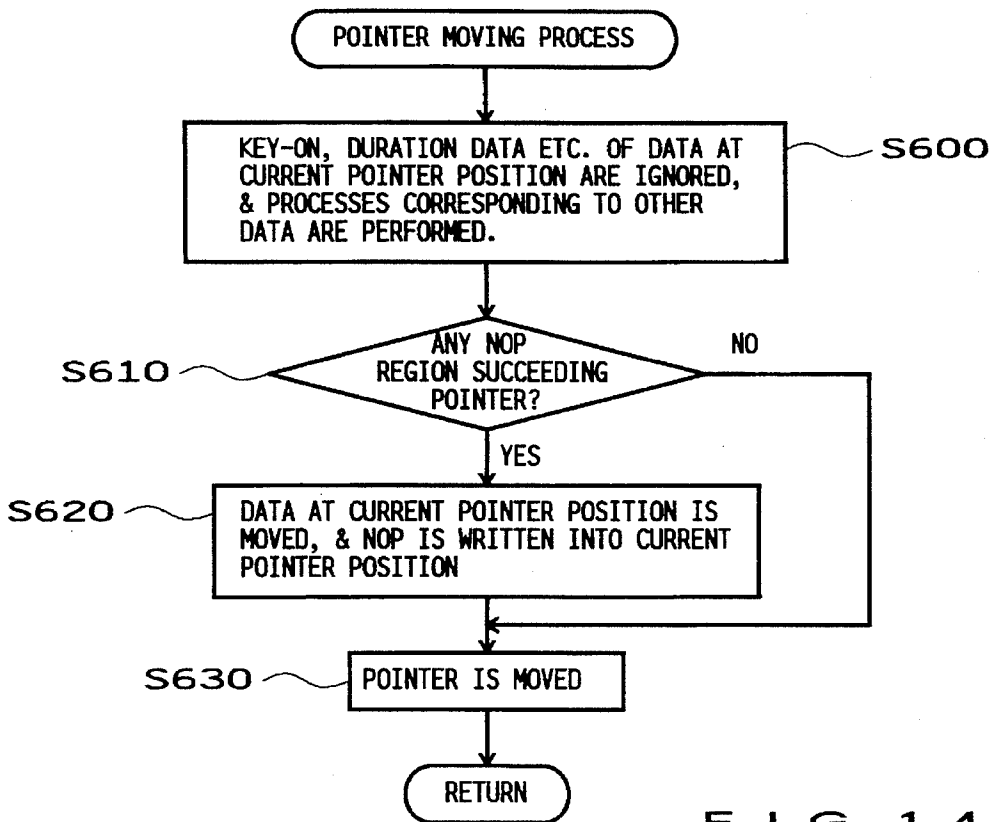 POINTER MOVING PROCESS
KEY-ON, DURATION DATA ETC. OF DATA AT
CURRENT POINTER POSITION ARE IGNORED,
& PROCESSES CORRESPONDING TO OTHER
DATA ARE PERFORMED.
S600
ANY NOP
REGION SUCCEEDING
POINTER?
NO
S610
YES
S620
DATA AT CURRENT POINTER POSITION IS
MOVED, & NOP IS WRITTEN INTO CURRENT
POINTER POSITION
S630
POINTER IS MOVED
RETURN
FIG. 14